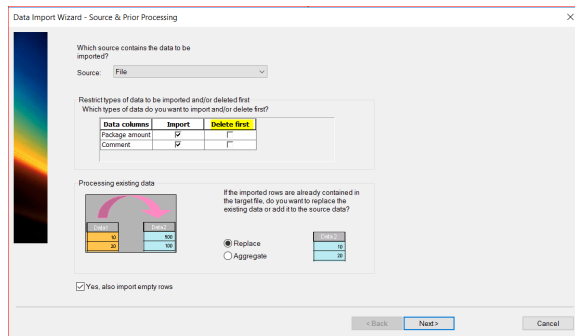 Data Import Wizard - Source & Prior Processing
Which source contains the data to be
imported?
Source: File
Restrict types of data to be imported and/or deleted first
Which types of data do you want to import and/or delete first?
Data columns Import Delete first
Package amount
Comment
Processing existing data
If the imported rows are already contained in
the target file, do you want to replace the
existing data or add it to the source data?
Data1 Data2
10 500
20 100
Replace
Aggregate
Data 2
10
20
Yes, also import empty rows
< Back Next > Cancel